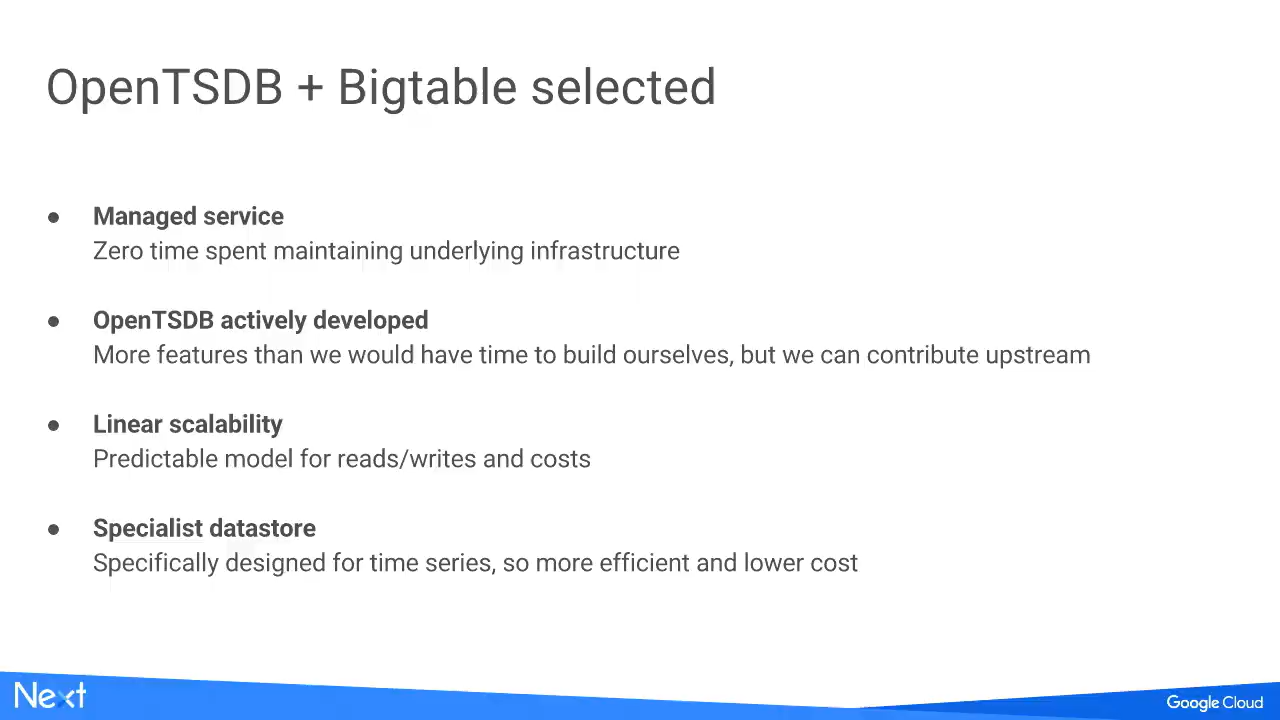 OpenTSDB + Bigtable selected
● Managed service
Zero time spent maintaining underlying infrastructure
● OpenTSDB actively developed
More features than we would have time to build ourselves, but we can contribute upstream
● Linear scalability
Predictable model for reads/writes and costs
● Specialist datastore
Specifically designed for time series, so more efficient and lower cost
Next
Google Cloud